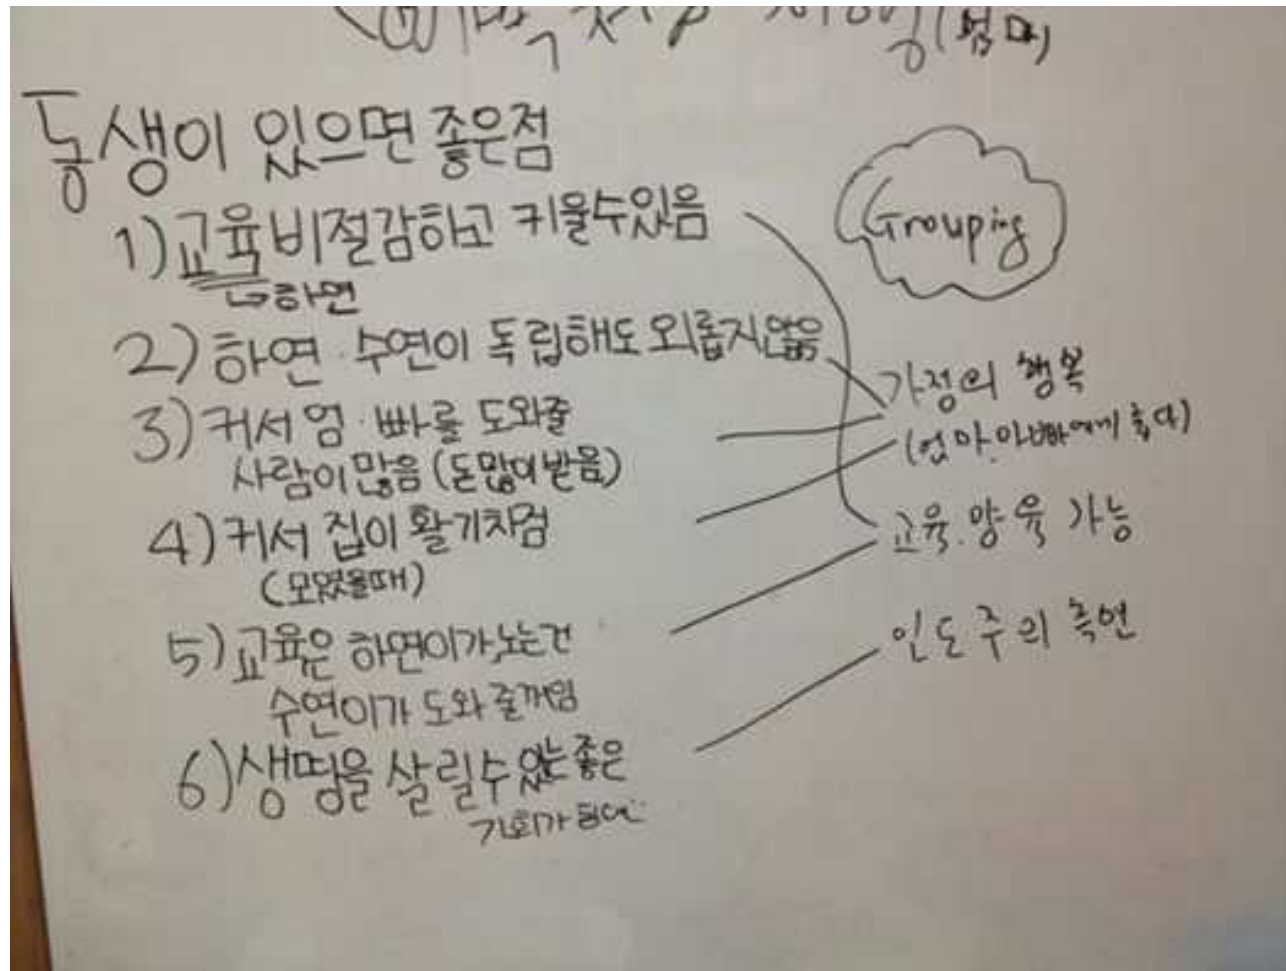 동생이 있으면 좋은점
1) 교육비절감하고 키울수있음
↳하연
2) 하연·수연이 독립해도 외롭지않음
3) 커서 엄·빠를 도와줄
사람이많음 (돈많이받음)
4) 커서 집이 활기차짐
(모였을때)
5) 교육은 하연이가, 노는건
수연이가 도와줄꺼임
6) 생명을 살릴수있는좋은
기회가
Grouping
가정의 행복
(엄마.아빠에게 좋다)
교육.양육 가능
인도주의 측면